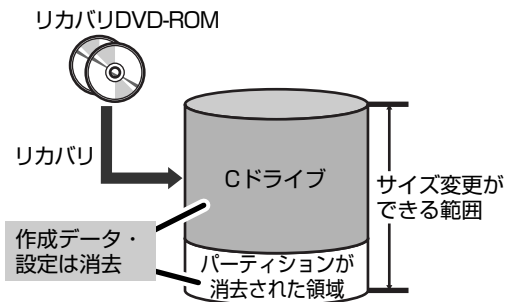 リカバリDVD-ROM
リカバリ
Cドライブ
サイズ変更が
できる範囲
作成データ・
設定は消去
パーティションが
消去された領域